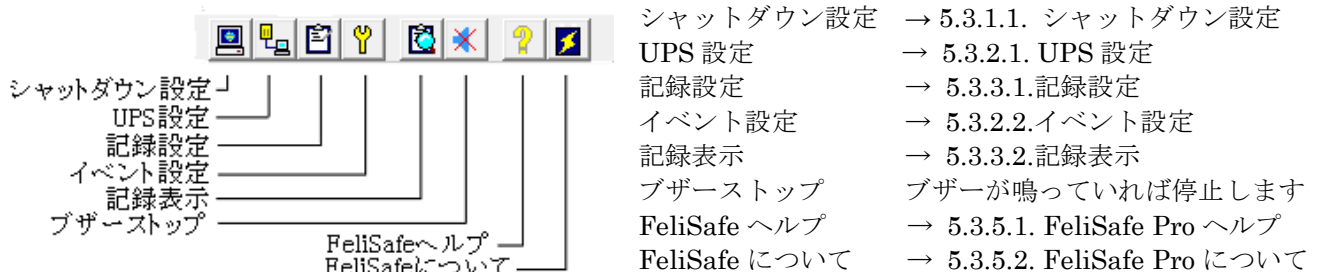 シャットダウン設定
UPS設定
記録設定
イベント設定
記録表示
ブザーストップ
FeliSafeヘルプ
FeliSafeについて
シャットダウン設定 → 5.3.1.1. シャットダウン設定
UPS 設定 → 5.3.2.1. UPS 設定
記録設定 → 5.3.3.1.記録設定
イベント設定 → 5.3.2.2.イベント設定
記録表示 → 5.3.3.2.記録表示
ブザーストップ ブザーが鳴っていれば停止します
FeliSafe ヘルプ → 5.3.5.1. FeliSafe Pro ヘルプ
FeliSafe について → 5.3.5.2. FeliSafe Pro について